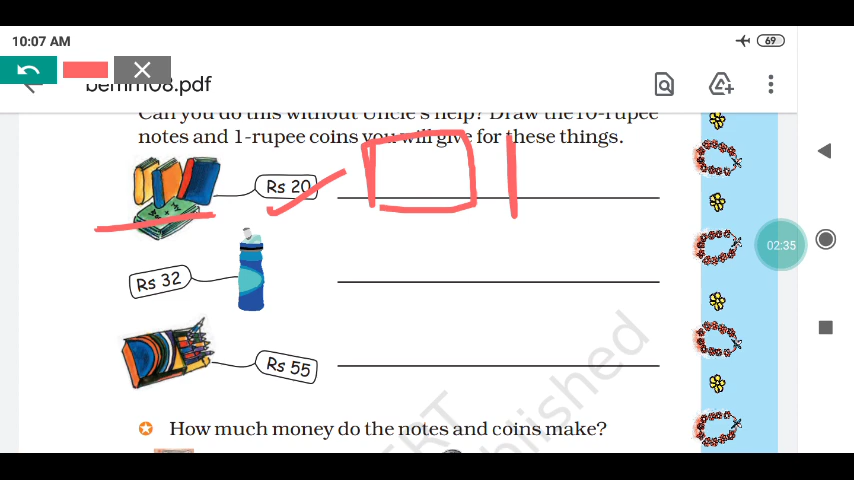 10:07 AM
69
bemm08.pdf
Can you do this without Uncle's help? Draw the 10-rupee
notes and 1-rupee coins you will give for these things.
Rs 20
02:35
Rs 32
Rs 55
How much money do the notes and coins make?